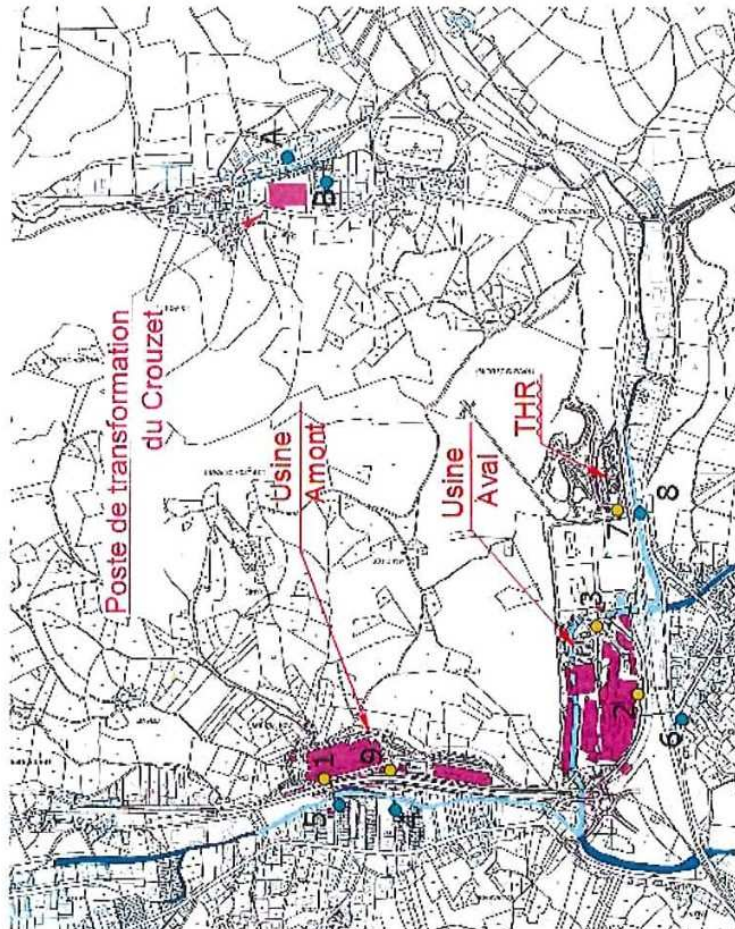 Poste de transformation
du Crouzet
A
B
Usine
Amont
Usine
Aval
THR
1
9
5
4
7
8
3
2
6